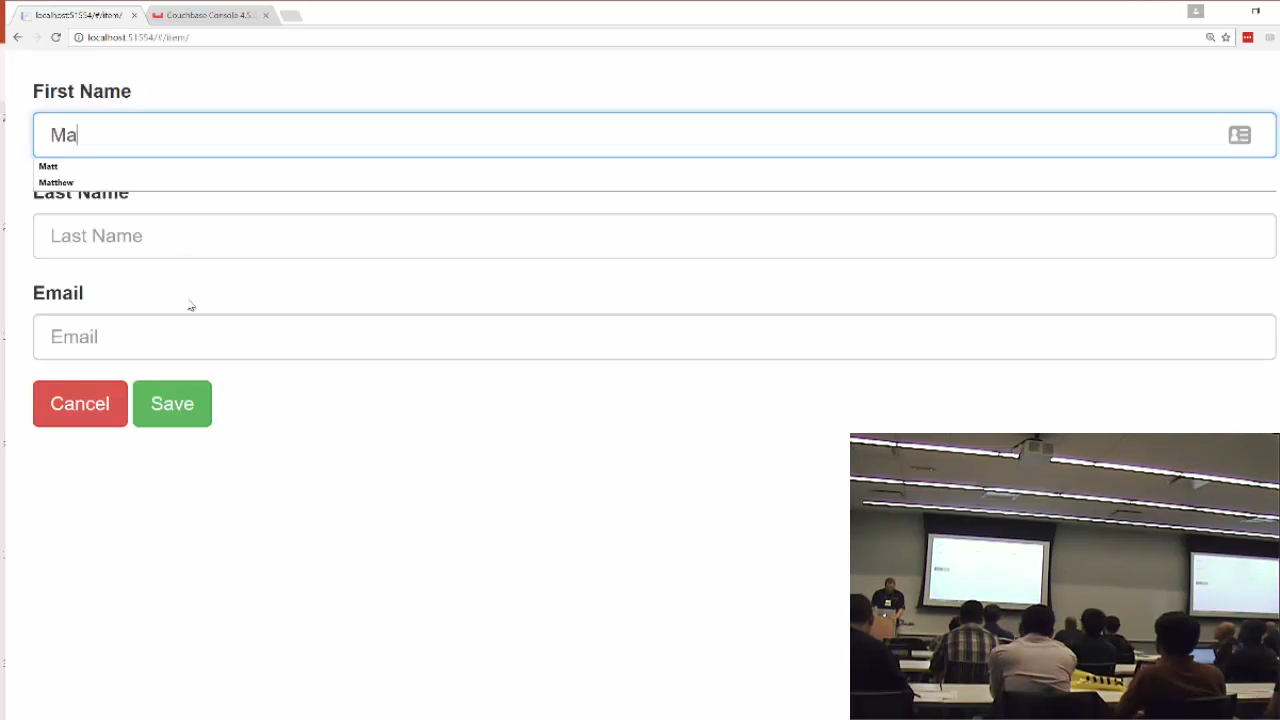 localhost:51554/#/item/
Couchbase Console 4.5.
localhost:51554/#/item/
First Name
Ma
Matt
Matthew
Last Name
Last Name
Email
Email
Cancel Save